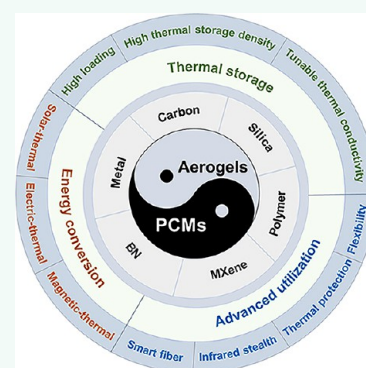 High loading
High thermal storage density
Tunable thermal conductivity
Thermal storage
Solar-thermal
Electric-thermal
Magnetic-thermal
Energy conversion
Flexibility
Thermal protection
Infrared stealth
Smart fiber
Advanced utilization
Carbon
Silica
Polymer
MXene
BN
Metal
Aerogels
PCMs